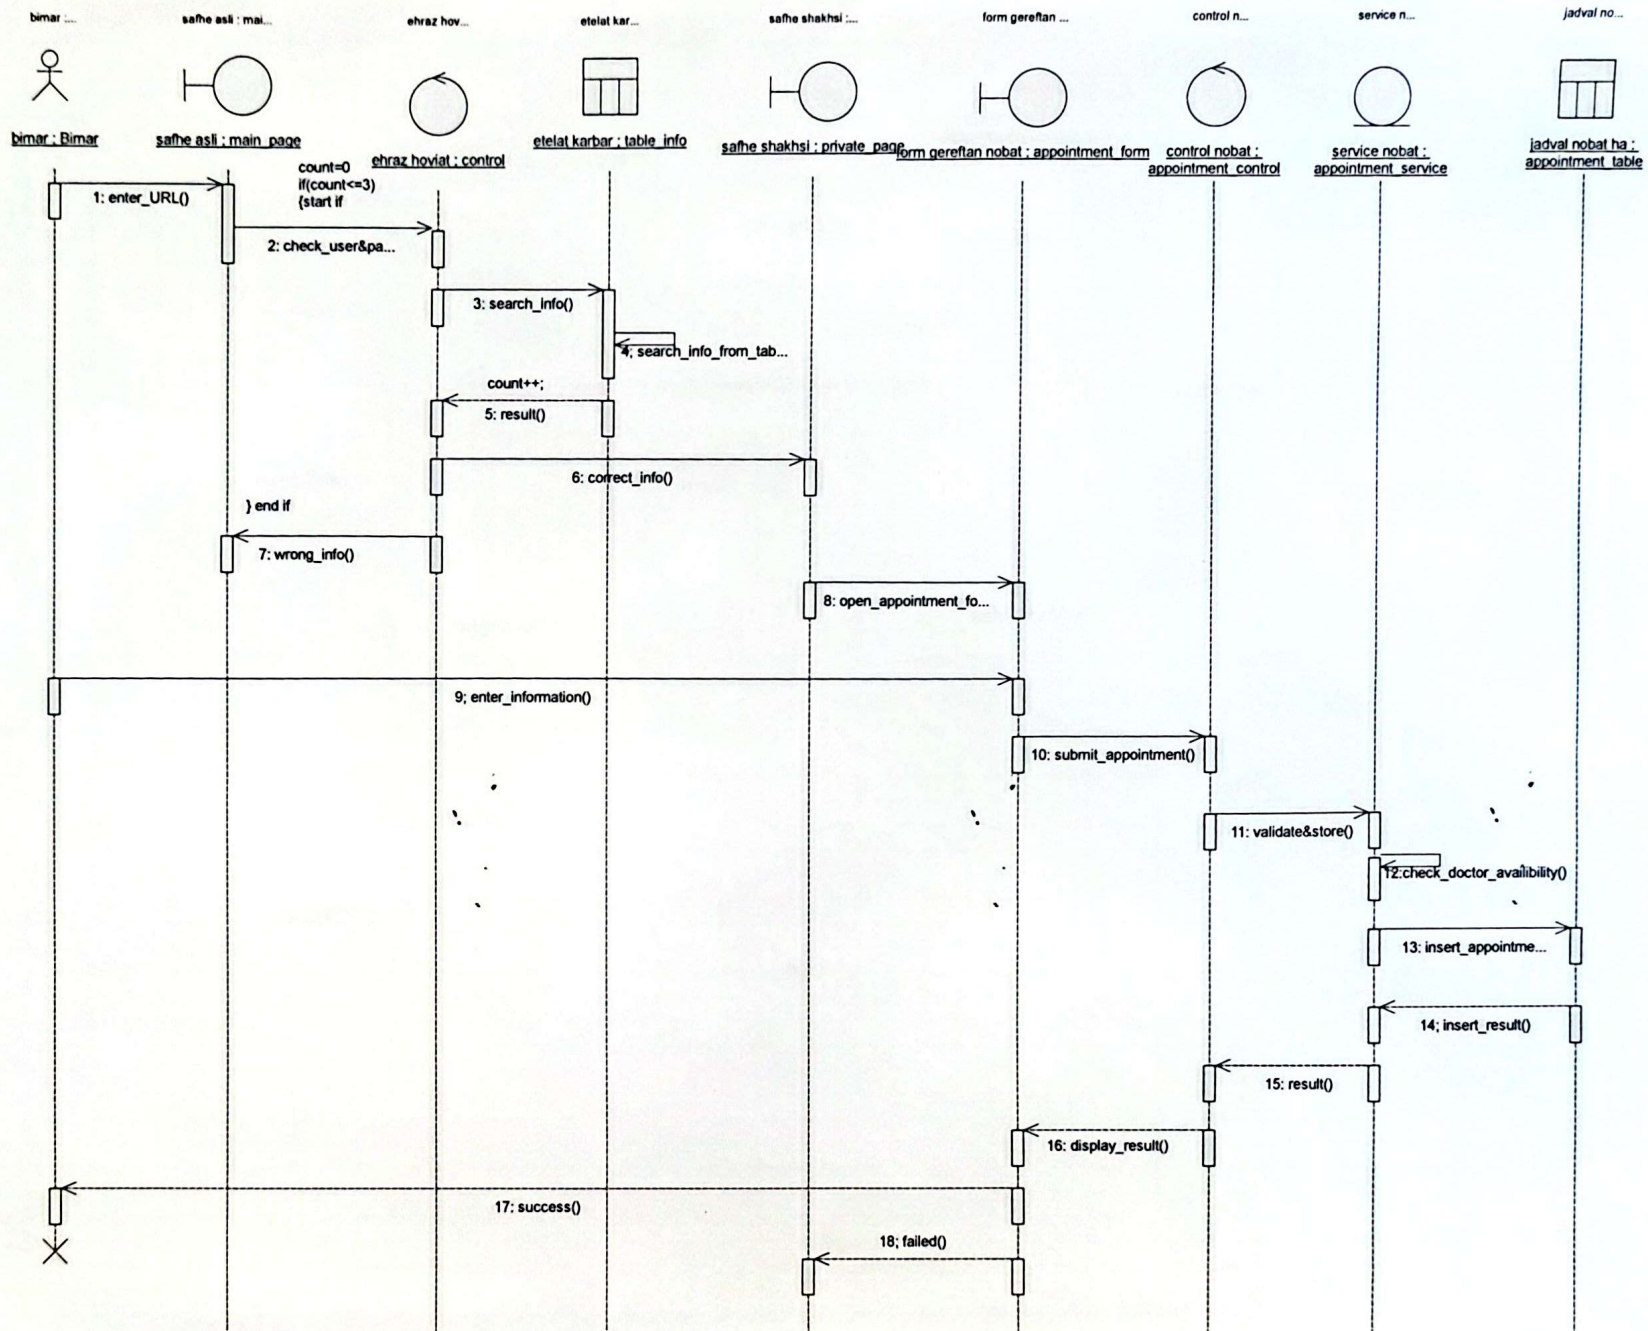 bimar :...
safhe asli : mai...
ehraz hov...
etelat kar...
safhe shakhsi :...
form gereftan ...
control n...
service n...
jadval no...
bimar : Bimar
safhe asli : main_page
ehraz hoviat : control
etelat karbar : table_info
safhe shakhsi : private_page
form gereftan nobat : appointment_form
control nobat :
appointment_control
service nobat :
appointment_service
jadval nobat ha :
appointment_table
count=0
if(count<=3)
{start if
1: enter_URL()
2: check_user&pa...
3: search_info()
4; search_info_from_tab...
count++;
5: result()
6: correct_info()
} end if
7: wrong_info()
8: open_appointment_fo...
9; enter_information()
10: submit_appointment()
11: validate&store()
12:check_doctor_availibility()
13: insert_appointme...
14; insert_result()
15: result()
16: display_result()
17: success()
18; failed()